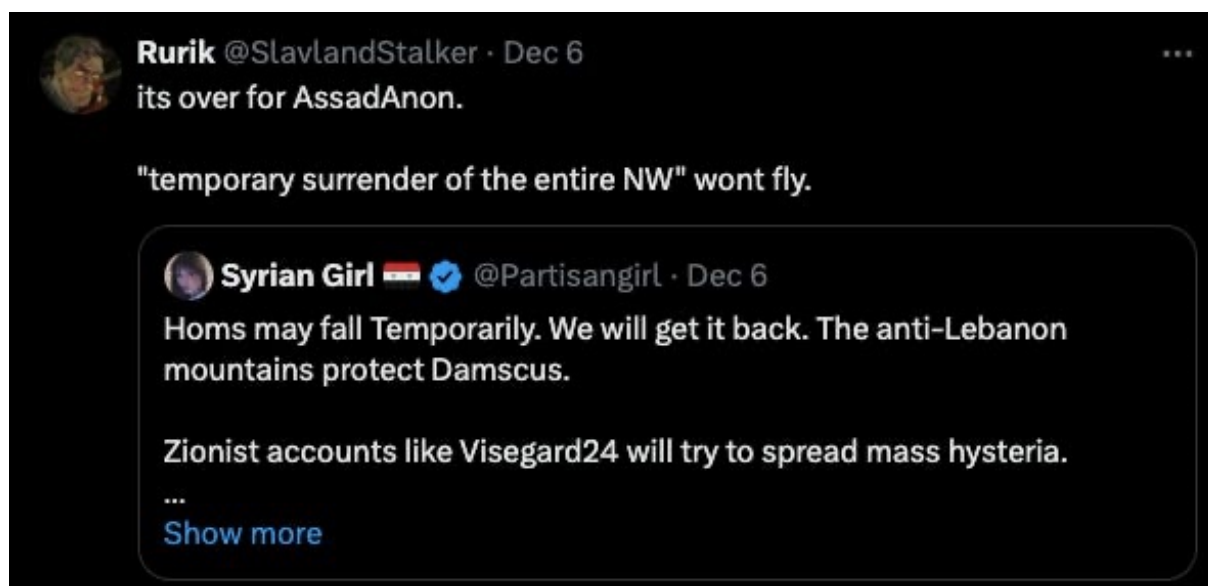 Rurik @SlavlandStalker · Dec 6
its over for AssadAnon.
"temporary surrender of the entire NW" wont fly.
Syrian Girl @Partisangirl · Dec 6
Homs may fall Temporarily. We will get it back. The anti-Lebanon
mountains protect Damscus.
Zionist accounts like Visegard24 will try to spread mass hysteria.
...
Show more